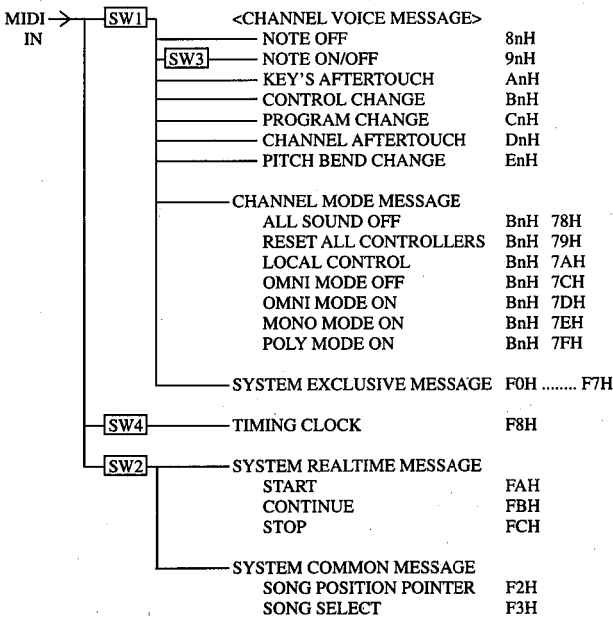 MIDI IN
SW1 <CHANNEL VOICE MESSAGE>
NOTE OFF 8nH
SW3 NOTE ON/OFF 9nH
KEY'S AFTERTOUCH AnH
CONTROL CHANGE BnH
PROGRAM CHANGE CnH
CHANNEL AFTERTOUCH DnH
PITCH BEND CHANGE EnH
CHANNEL MODE MESSAGE
ALL SOUND OFF BnH 78H
RESET ALL CONTROLLERS BnH 79H
LOCAL CONTROL BnH 7AH
OMNI MODE OFF BnH 7CH
OMNI MODE ON BnH 7DH
MONO MODE ON BnH 7EH
POLY MODE ON BnH 7FH
SYSTEM EXCLUSIVE MESSAGE F0H ........ F7H
SW4 TIMING CLOCK F8H
SW2 SYSTEM REALTIME MESSAGE
START FAH
CONTINUE FBH
STOP FCH
SYSTEM COMMON MESSAGE
SONG POSITION POINTER F2H
SONG SELECT F3H